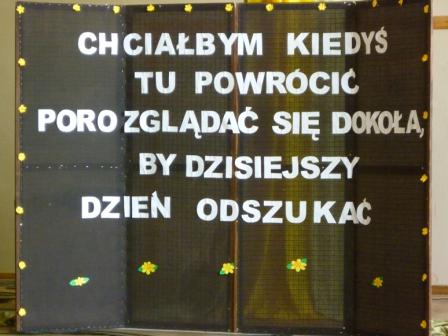 CHCIAŁBYM KIEDYŚ
TU POWRÓCIĆ
POROZGLĄDAĆ SIĘ DOKOŁA,
BY DZISIEJSZY
DZIEŃ ODSZUKAĆ